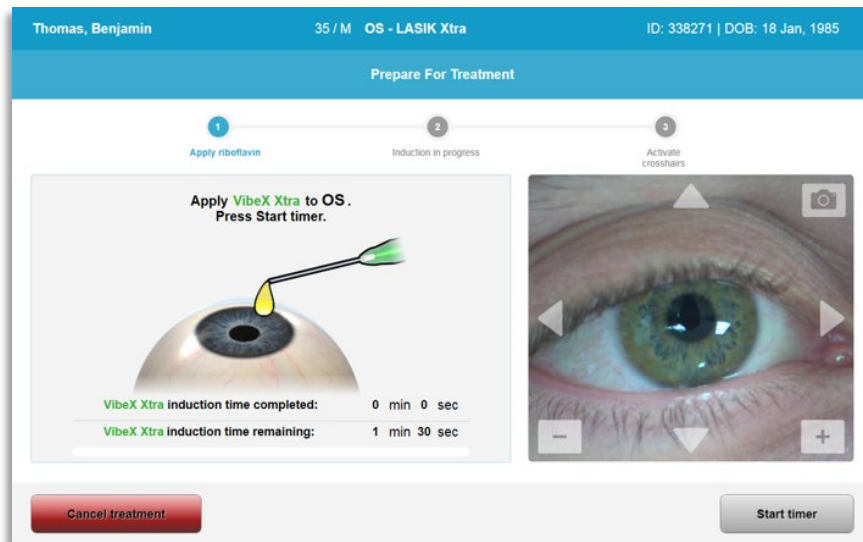 Thomas, Benjamin 35 / M OS - LASIK Xtra ID: 338271 | DOB: 18 Jan, 1985
Prepare For Treatment
1 2 3
Apply riboflavin Induction in progress Activate
crosshairs
Apply VibeX Xtra to OS.
Press Start timer.
VibeX Xtra induction time completed: 0 min 0 sec
VibeX Xtra induction time remaining: 1 min 30 sec
Cancel treatment Start timer